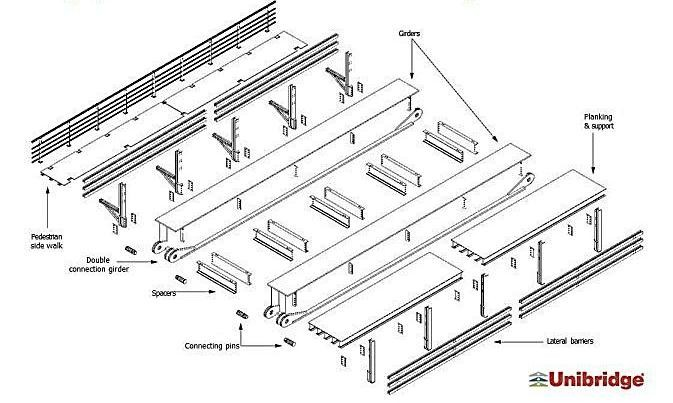 Girders
Planking
& support
Pedestrian
side walk
Double
connection girder
Spacers
Connecting pins
Lateral barriers
Unibridge®